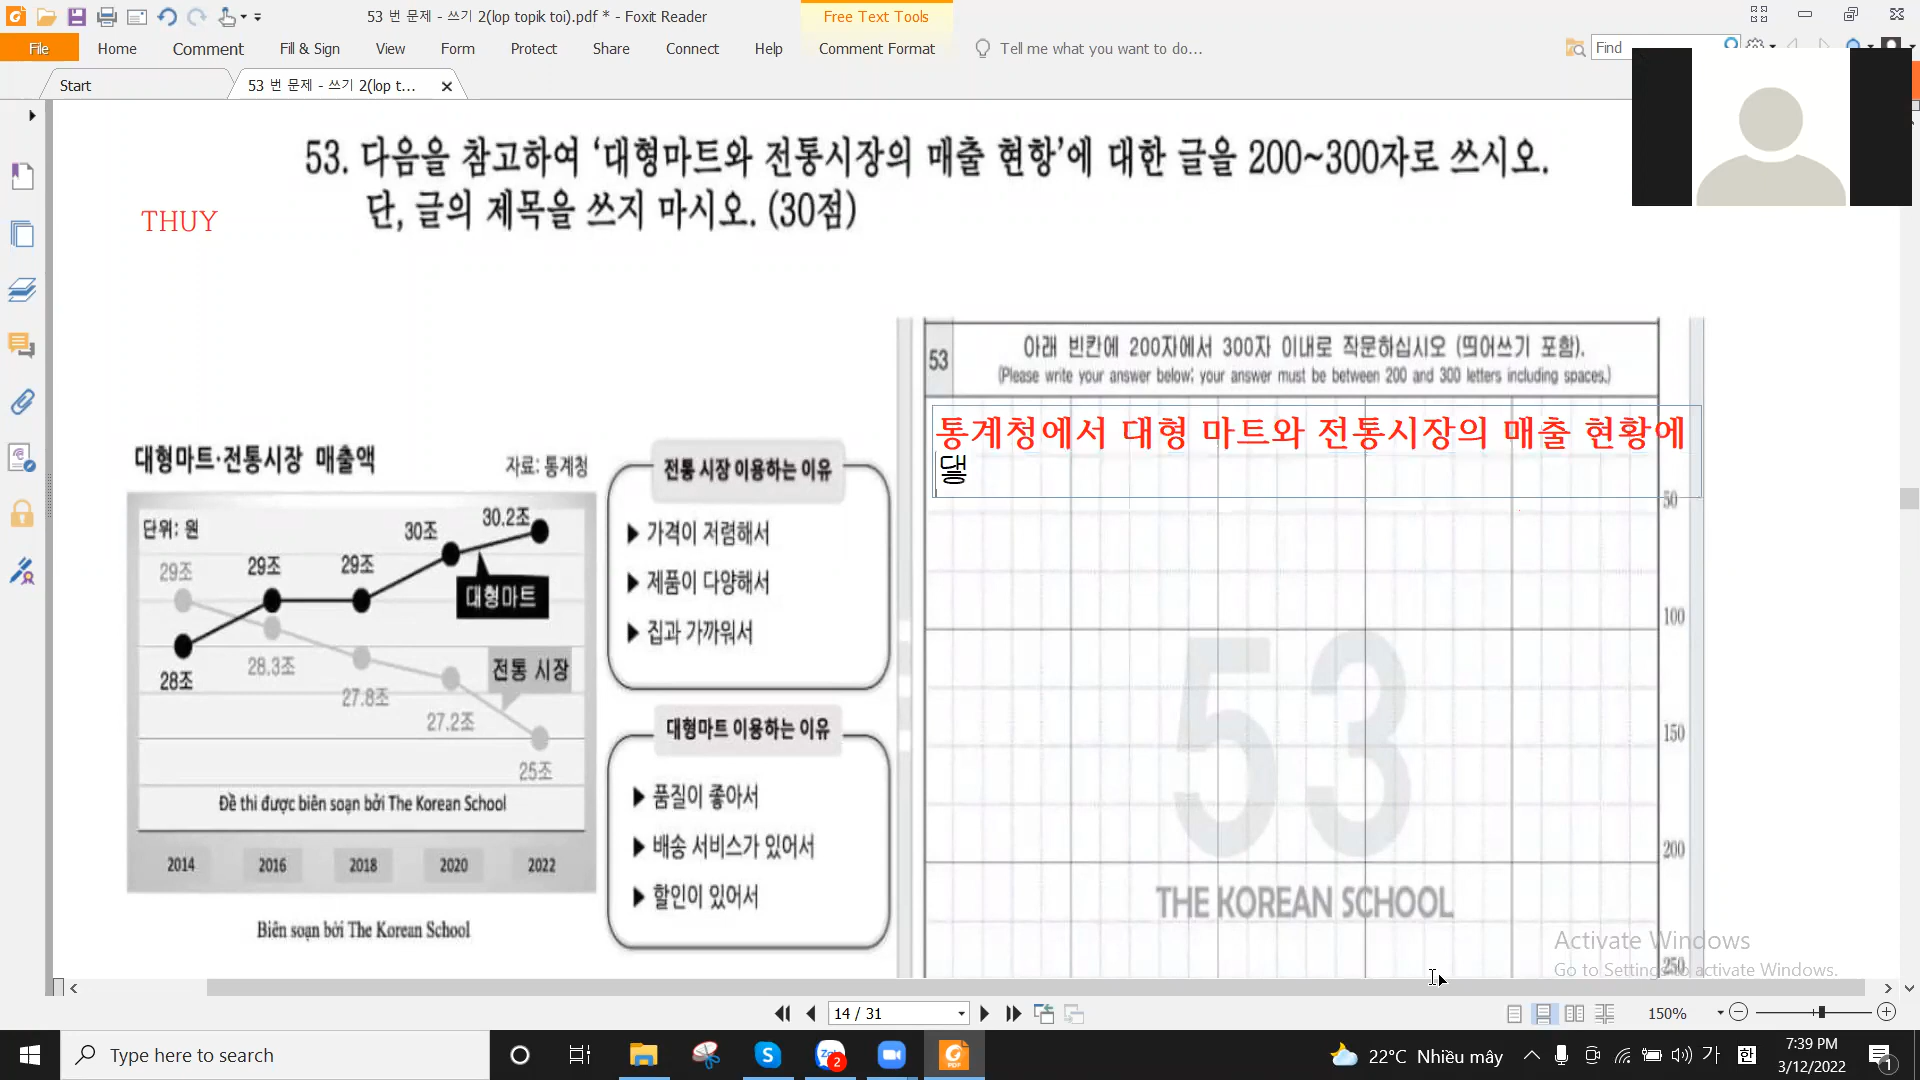 53 번 문제 - 쓰기 2(lop topik toi).pdf * - Foxit Reader
Free Text Tools
File Home Comment Fill & Sign View Form Protect Share Connect Help Comment Format Tell me what you want to do...
Find
Start
53 번 문제 - 쓰기 2(lop t...
53. 다음을 참고하여 '대형마트와 전통시장의 매출 현항'에 대한 글을 200~300자로 쓰시오.
단, 글의 제목을 쓰지 마시오. (30점)
THUY
대형마트·전통시장 매출액
자료: 통계청
단위: 원
29조
29조
29조
30조
30.2조
대형마트
28조
28.3조
27.8조
27.2조
25조
전통 시장
Đề thi được biên soạn bởi The Korean School
2014 2016 2018 2020 2022
Biên soạn bởi The Korean School
전통 시장 이용하는 이유
▶ 가격이 저렴해서
▶ 제품이 다양해서
▶ 집과 가까워서
대형마트 이용하는 이유
▶ 품질이 좋아서
▶ 배송 서비스가 있어서
▶ 할인이 있어서
53
아래 빈칸에 200자에서 300자 이내로 작문하십시오 (띄어쓰기 포함).
(Please write your answer below; your answer must be between 200 and 300 letters including spaces.)
통계청에서 대형 마트와 전통시장의 매출 현황에
50
100
150
200
250
53
THE KOREAN SCHOOL
Activate Windows
Go to Settings to activate Windows.
14 / 31
150%
Type here to search
2
22°C Nhiều mây
가
한
7:39 PM
3/12/2022
1